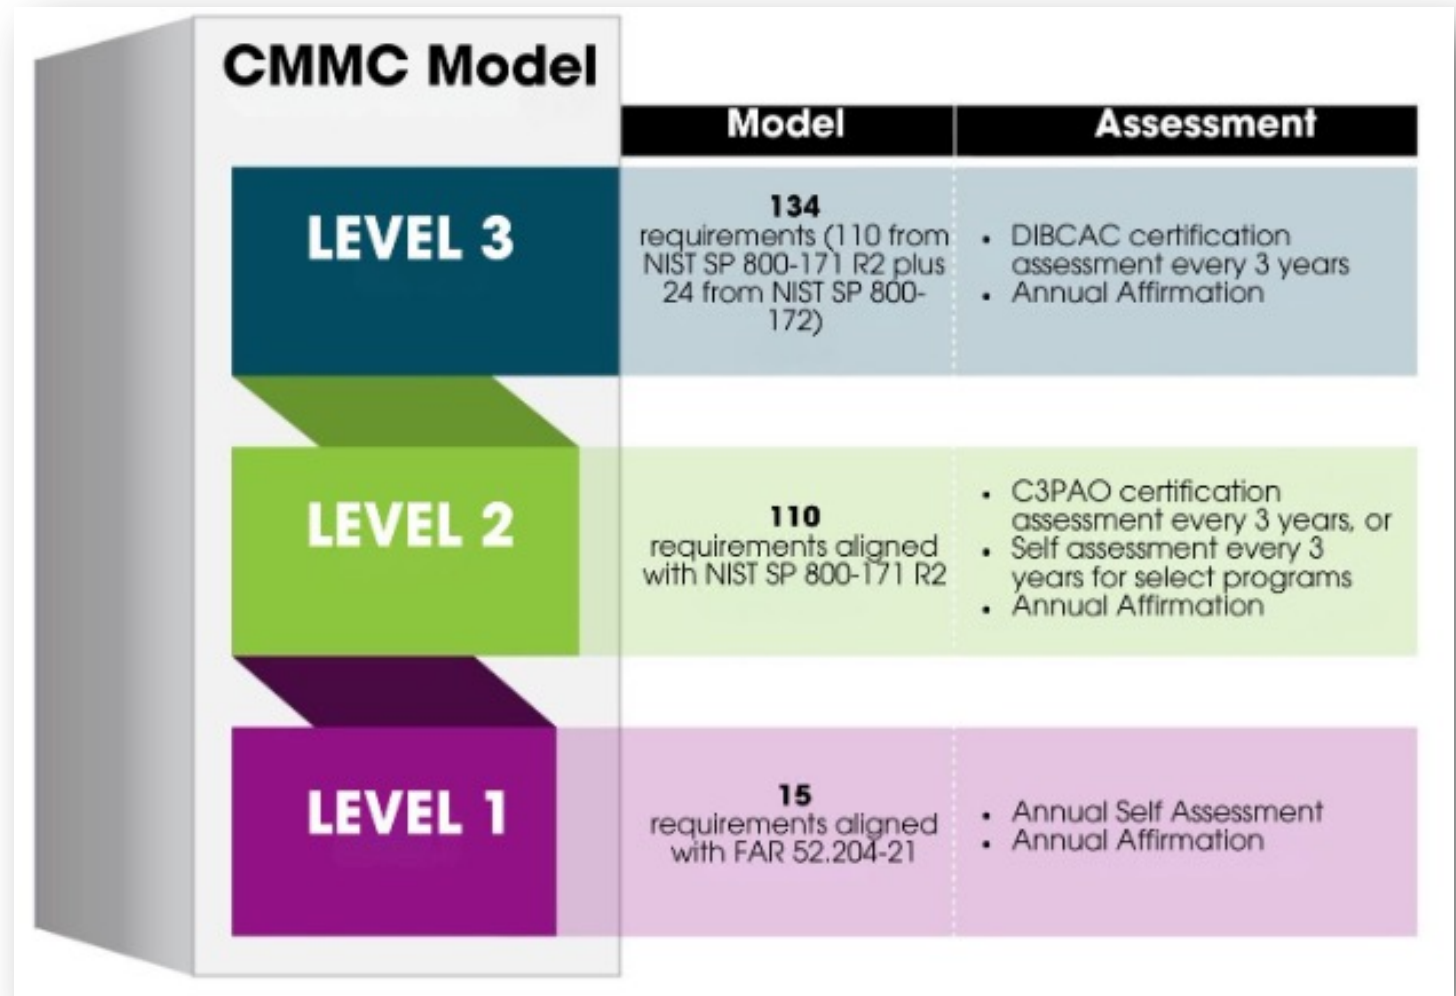 CMMC Model
Model
Assessment
LEVEL 3
134
requirements (110 from
NIST SP 800-171 R2 plus
24 from NIST SP 800-
172)
• DIBCAC certification
assessment every 3 years
• Annual Affirmation
LEVEL 2
110
requirements aligned
with NIST SP 800-171 R2
• C3PAO certification
assessment every 3 years, or
• Self assessment every 3
years for select programs
• Annual Affirmation
LEVEL 1
15
requirements aligned
with FAR 52.204-21
• Annual Self Assessment
• Annual Affirmation